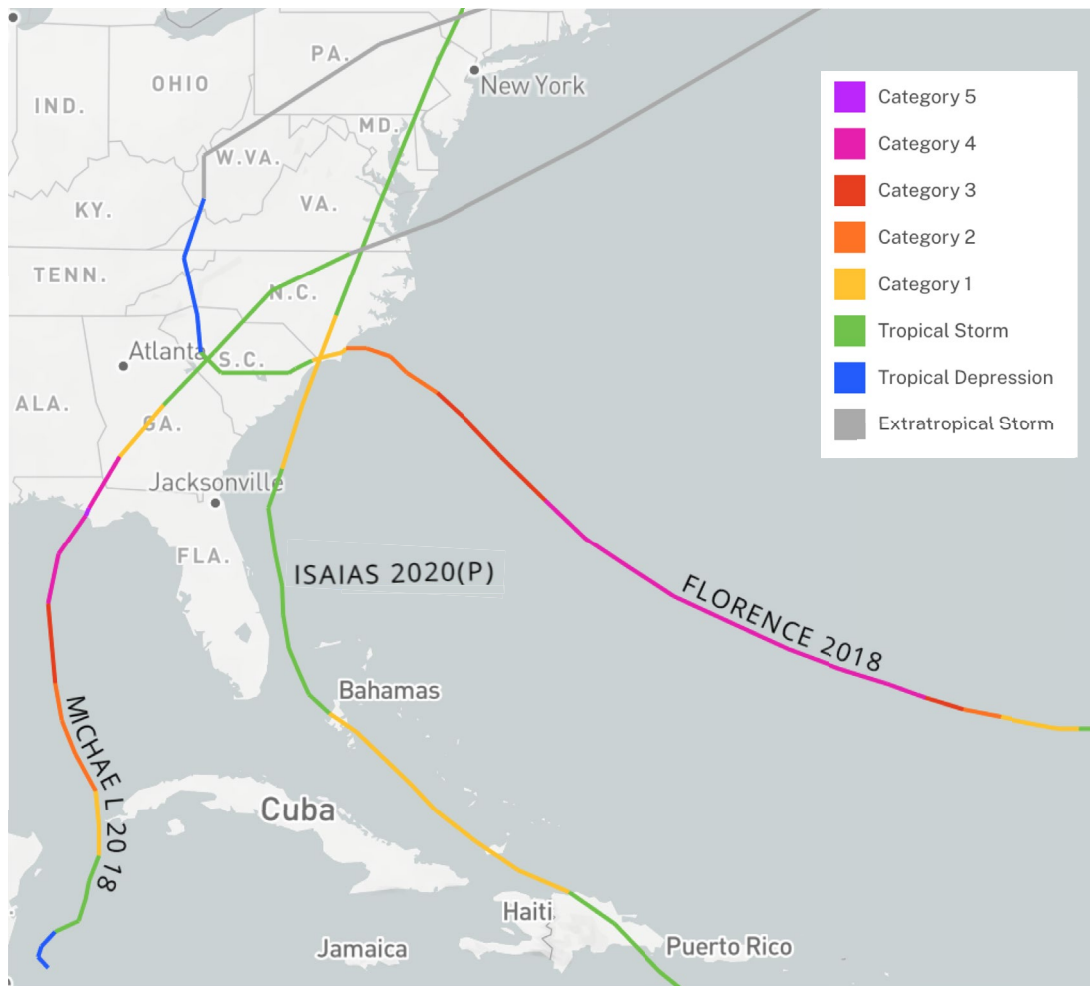 PA.
OHIO
New York
IND.
MD.
W.VA.
KY.
VA.
TENN.
N.C.
Atlanta
S.C.
ALA.
GA.
Jacksonville
FLA.
ISAIAS 2020(P)
FLORENCE 2018
Bahamas
MICHAE L 20 18
Cuba
Haiti
Jamaica
Puerto Rico
Category 5
Category 4
Category 3
Category 2
Category 1
Tropical Storm
Tropical Depression
Extratropical Storm